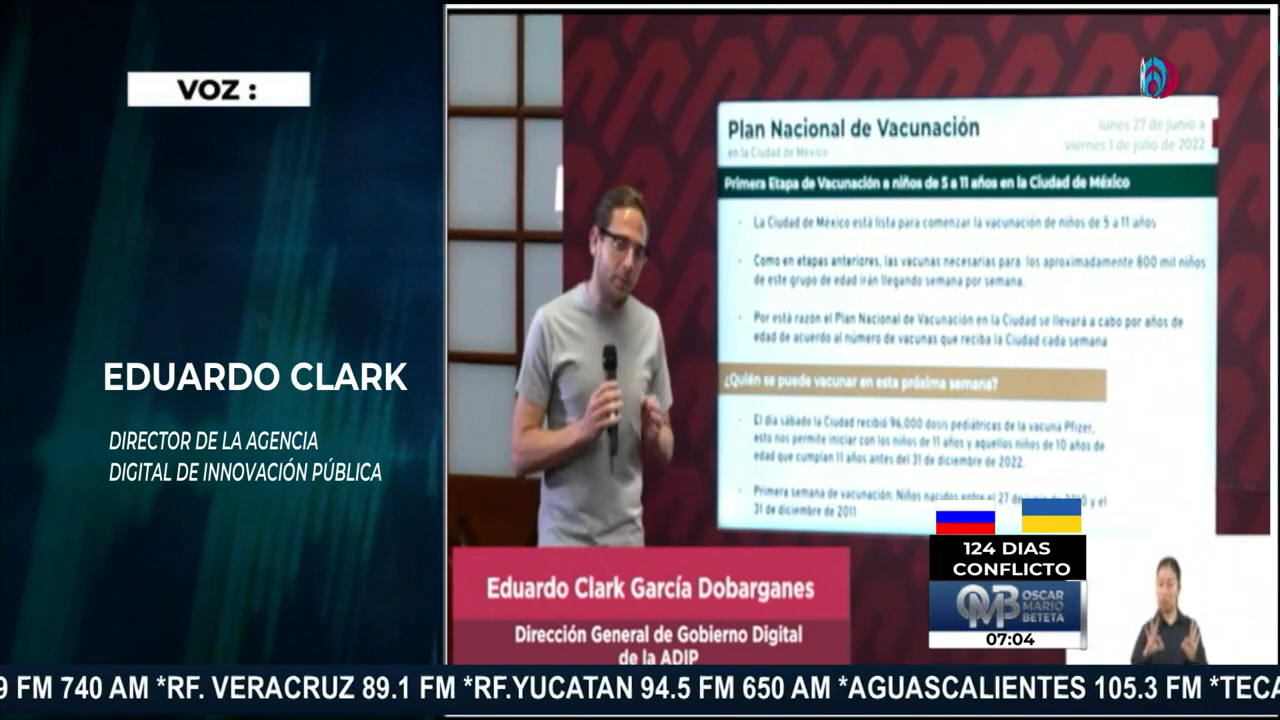 VOZ :
EDUARDO CLARK
DIRECTOR DE LA AGENCIA
DIGITAL DE INNOVACIÓN PÚBLICA
Plan Nacional de Vacunación
en la Ciudad de México
lunes 27 de junio a
viernes 1 de julio de 2022
Primera Etapa de Vacunación a niños de 5 a 11 años en la Ciudad de México
- La Ciudad de México está lista para comenzar la vacunación de niños de 5 a 11 años
- Como en etapas anteriores, las vacunas necesarias para los aproximadamente 800 mil niños
de este grupo de edad irán llegando semana por semana.
- Por está razón el Plan Nacional de Vacunación en la Ciudad se llevará a cabo por años de
edad de acuerdo al número de vacunas que reciba la Ciudad cada semana
¿Quién se puede vacunar en esta próxima semana?
- El día sábado la Ciudad recibió 96,000 dosis pediátricas de la vacuna Pfizer,
esto nos permite iniciar con los niños de 11 años y aquellos niños de 10 años de
edad que cumplan 11 años antes del 31 de diciembre de 2022.
- Primera semana de vacunación: Niños nacidos entre el 27 de junio de 2010 y el
31 de diciembre de 2011
Eduardo Clark García Dobarganes
Dirección General de Gobierno Digital
de la ADIP
124 DIAS
CONFLICTO
OMB OSCAR
MARIO
BETETA
07:04
9 FM 740 AM *RF. VERACRUZ 89.1 FM *RF.YUCATAN 94.5 FM 650 AM *AGUASCALIENTES 105.3 FM *TECA